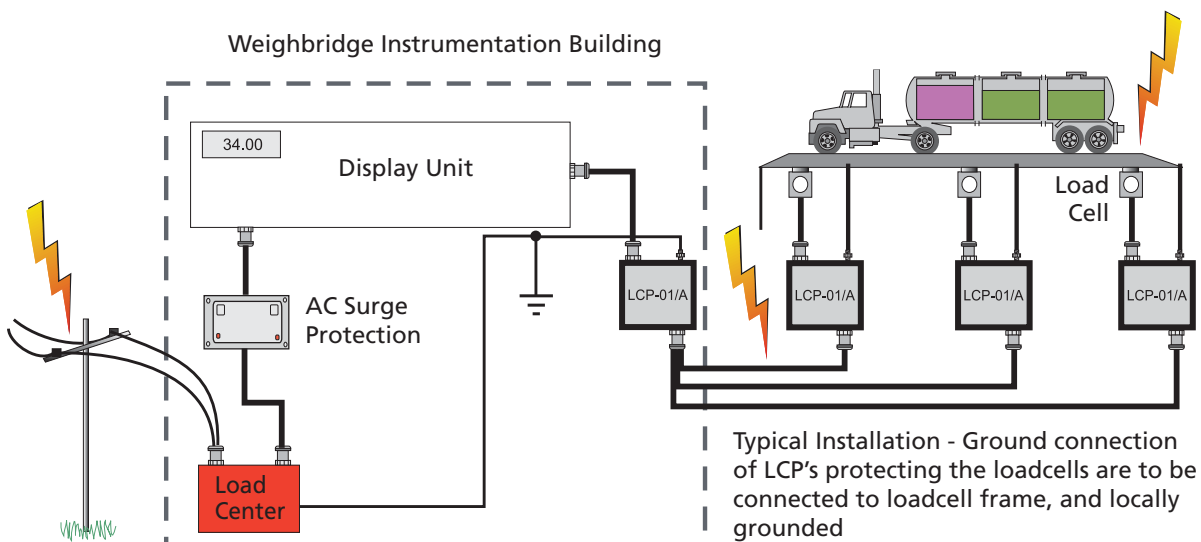 Weighbridge Instrumentation Building
34.00
Display Unit
Load
Cell
AC Surge
Protection
LCP-01/A
LCP-01/A
LCP-01/A
LCP-01/A
Load
Center
Typical Installation - Ground connection
of LCP's protecting the loadcells are to be
connected to loadcell frame, and locally
grounded